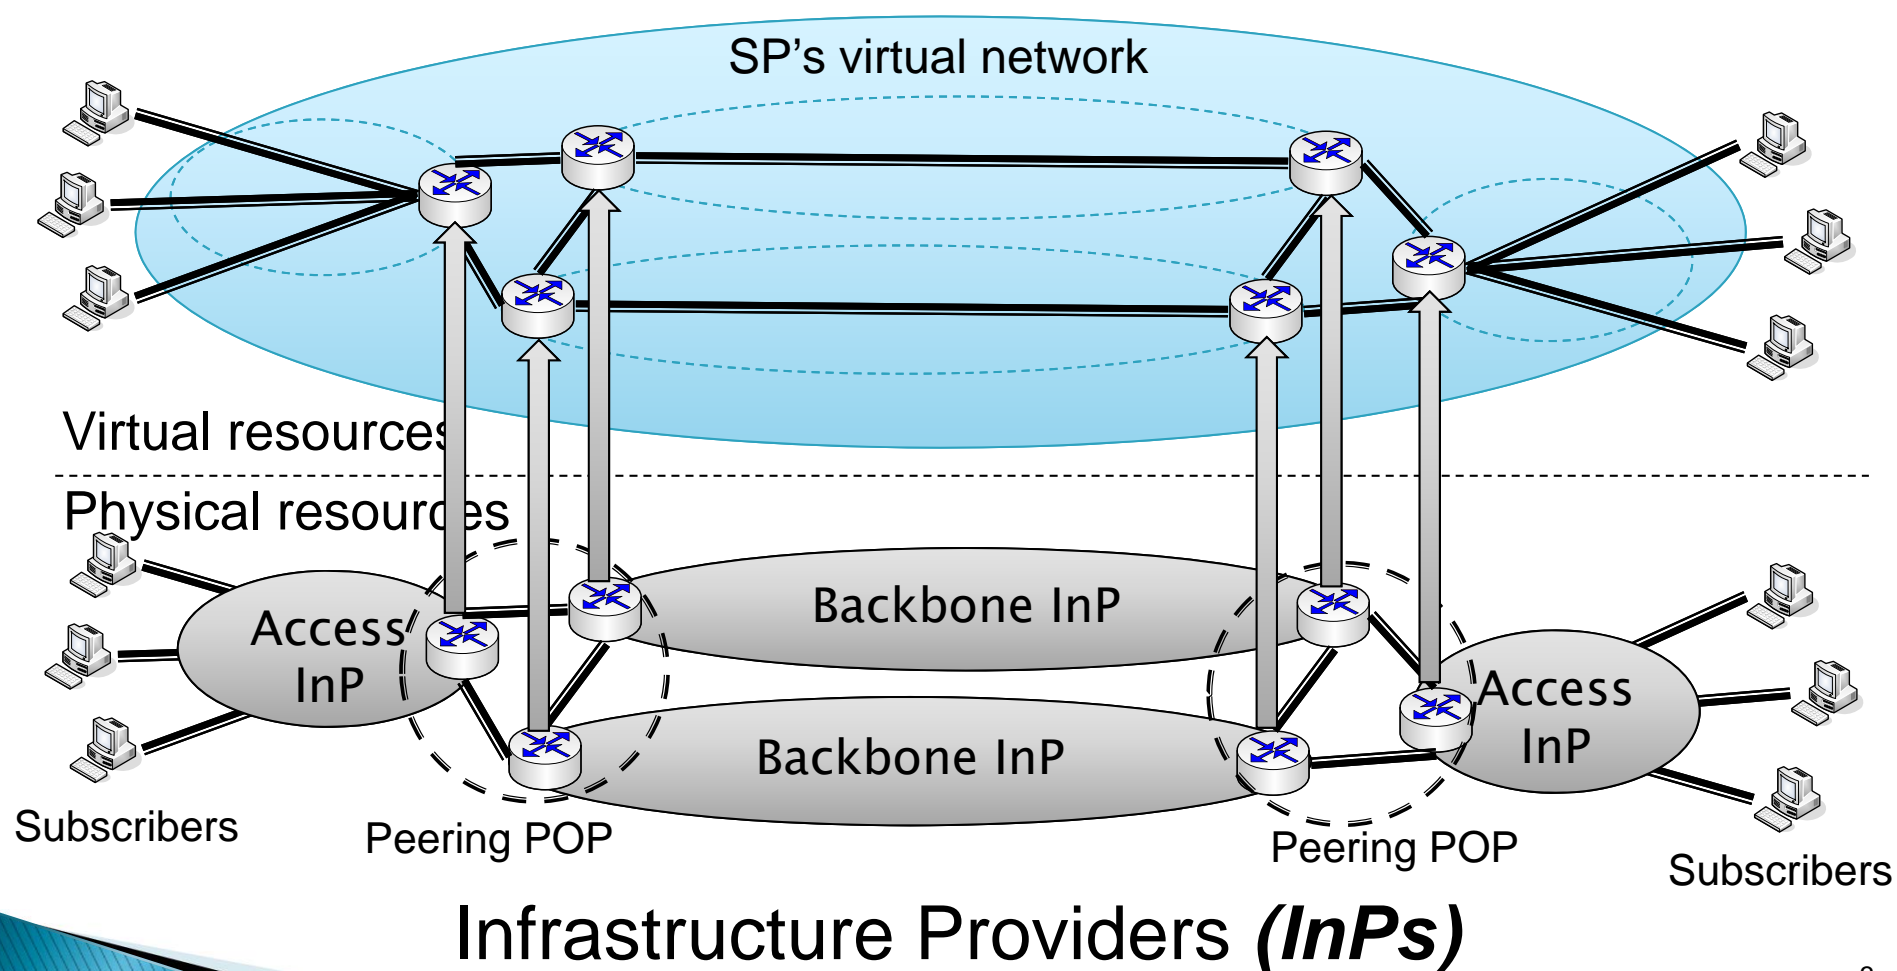 SP's virtual network
Virtual resources
Physical resources
Access
InP
Backbone InP
Backbone InP
Access
InP
Subscribers
Peering POP
Peering POP
Subscribers
Infrastructure Providers (InPs)